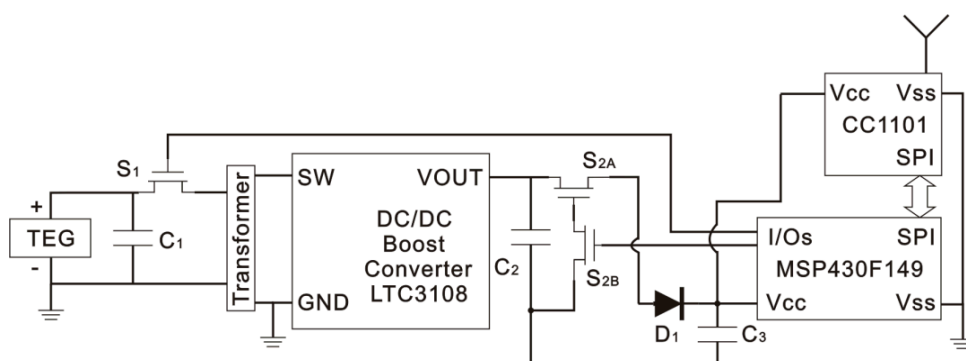 Vcc Vss
CC1101
SPI
S1
S2A
SW VOUT
+
TEG
-
C1
Transformer
DC/DC
Boost
Converter
LTC3108
GND
C2
S2B
I/Os SPI
MSP430F149
Vcc Vss
D1
C3